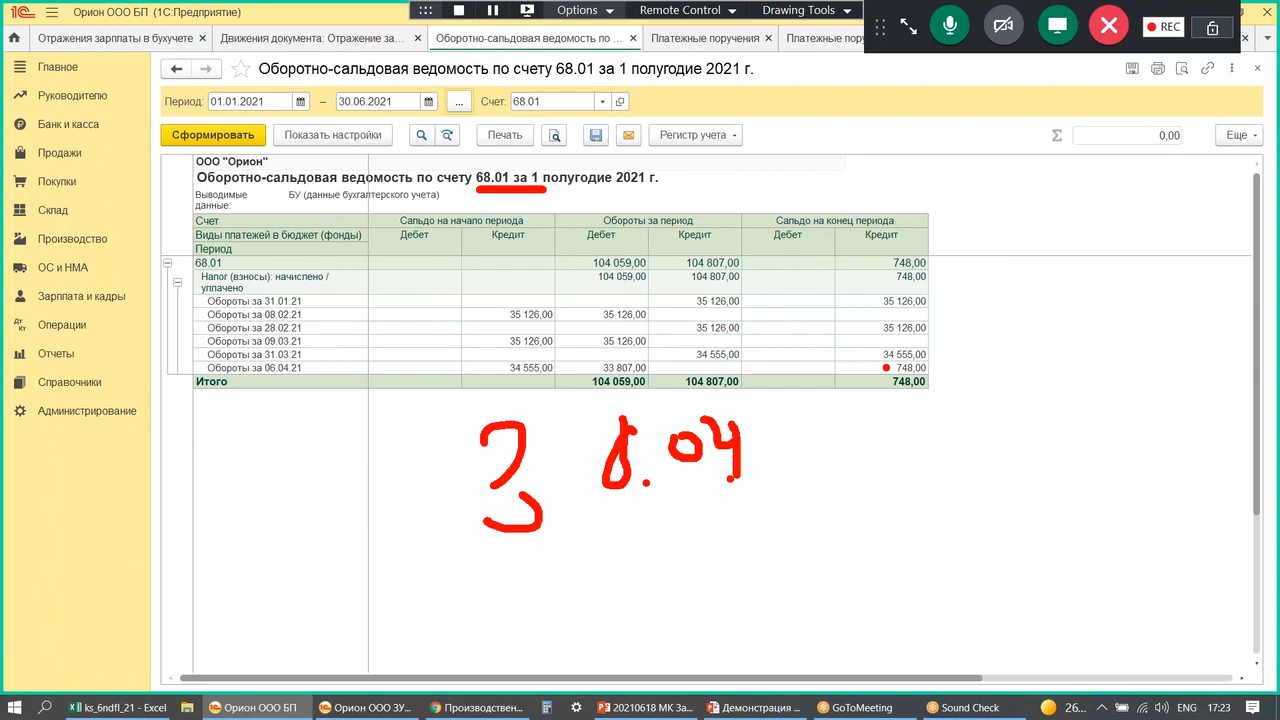 Орион ООО БП (1С:Предприятие)
Options
Remote Control
Drawing Tools
REC
Отражения зарплаты в бухучете ×
Движения документа: Отражение за... ×
Оборотно-сальдовая ведомость по ... ×
Платежные поручения ×
Платежные пору
Главное
Руководителю
Банк и касса
Продажи
Покупки
Склад
Производство
ОС и НМА
Зарплата и кадры
Операции
Отчеты
Справочники
Администрирование
Оборотно-сальдовая ведомость по счету 68.01 за 1 полугодие 2021 г.
Период: 01.01.2021 – 30.06.2021 ... Счет: 68.01
Сформировать Показать настройки Печать Регистр учета Σ 0,00 Еще
ООО "Орион"
Оборотно-сальдовая ведомость по счету 68.01 за 1 полугодие 2021 г.
Выводимые данные: БУ (данные бухгалтерского учета)
Счет Сальдо на начало периода Обороты за период Сальдо на конец периода
Виды платежей в бюджет (фонды) Дебет Кредит Дебет Кредит Дебет Кредит
Период
68.01 104 059,00 104 807,00 748,00
Налог (взносы): начислено / уплачено 104 059,00 104 807,00 748,00
Обороты за 31.01.21 35 126,00 35 126,00
Обороты за 08.02.21 35 126,00 35 126,00
Обороты за 28.02.21 35 126,00 35 126,00
Обороты за 09.03.21 35 126,00 35 126,00
Обороты за 31.03.21 34 555,00 34 555,00
Обороты за 06.04.21 34 555,00 33 807,00 748,00
Итого 104 059,00 104 807,00 748,00
3 8.04.
ks_6ndfl_21 - Excel
Орион ООО БП
Орион ООО ЗУ...
Производствен...
20210618 МК За...
Демонстрация ...
GoToMeeting
Sound Check
26...
ENG
17:23